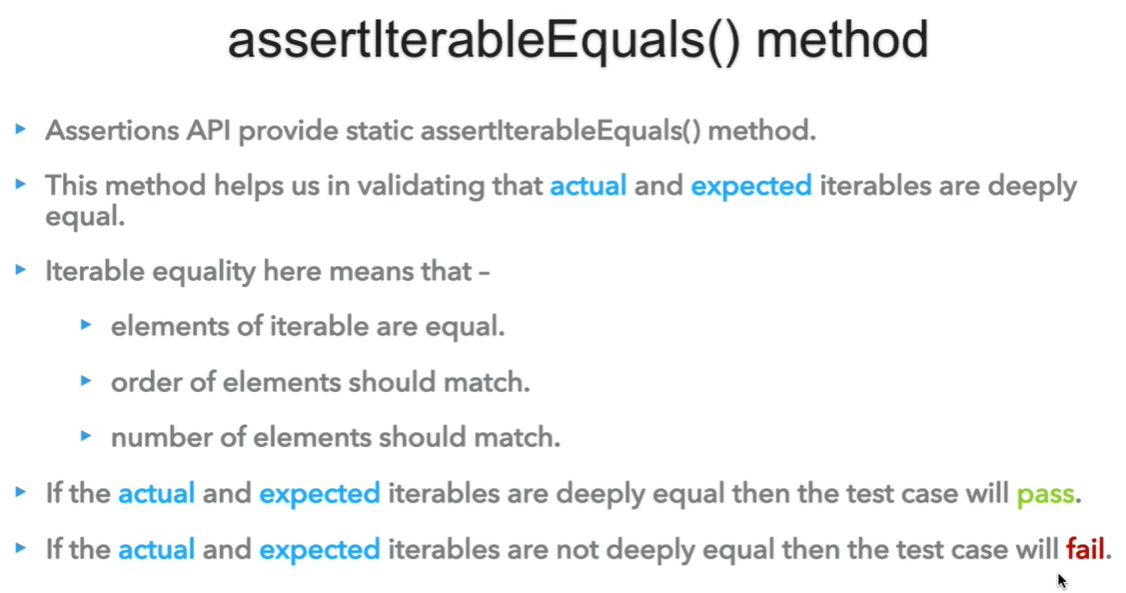 assertIterableEquals() method
Assertions API provide static assertIterableEquals() method.
This method helps us in validating that actual and expected iterables are deeply
equal.
Iterable equality here means that –
elements of iterable are equal.
order of elements should match.
number of elements should match.
If the actual and expected iterables are deeply equal then the test case will pass.
If the actual and expected iterables are not deeply equal then the test case will fail.